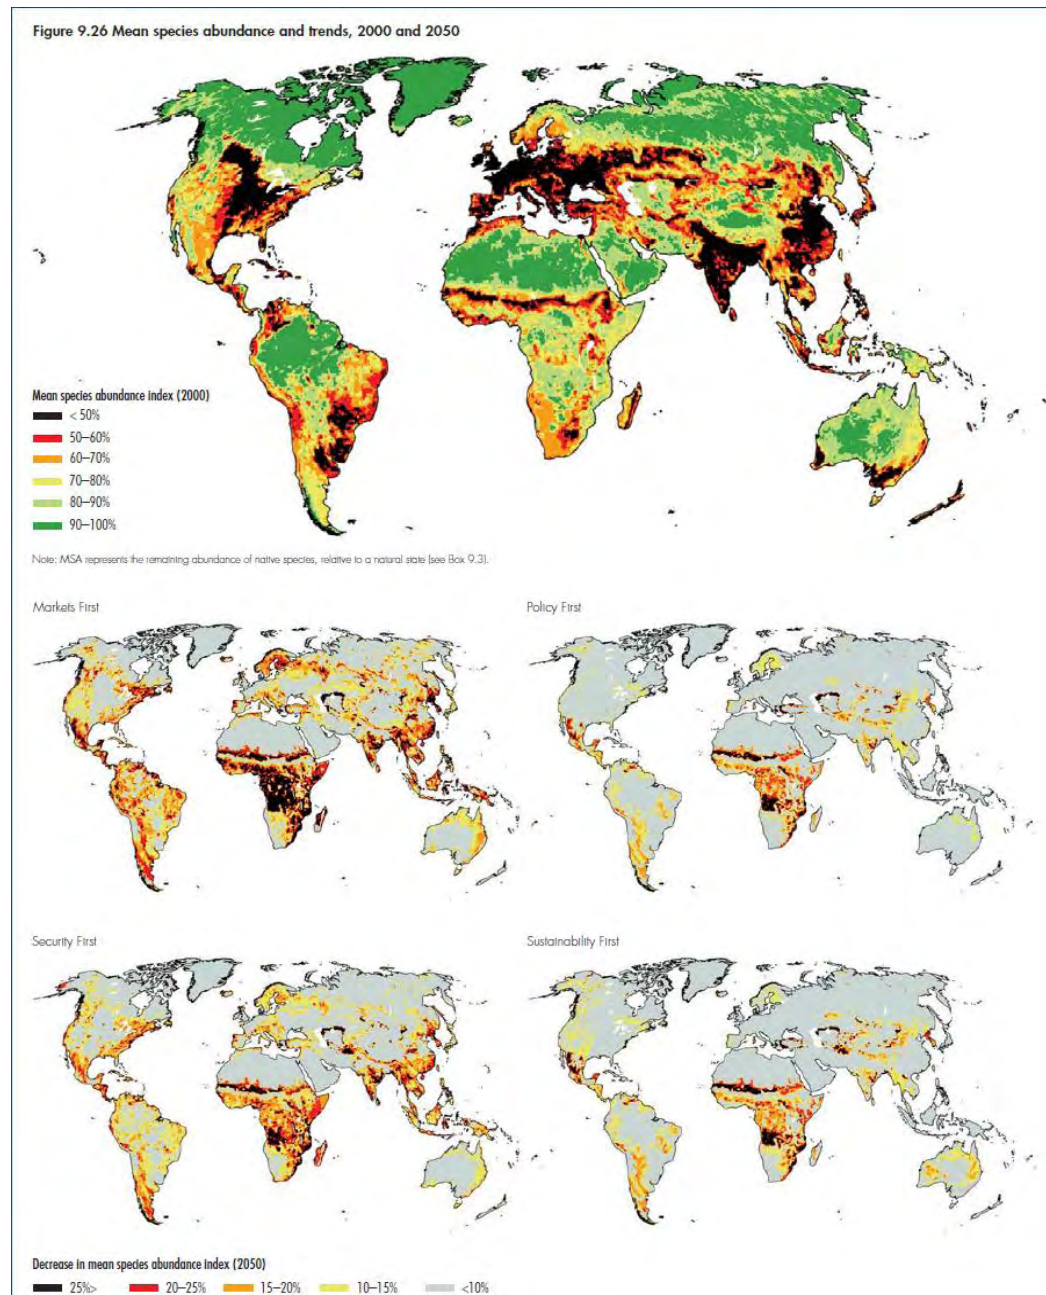 Figure 9.26 Mean species abundance and trends, 2000 and 2050
Mean species abundance index (2000)
< 50%
50–60%
60–70%
70–80%
80–90%
90–100%
Note: MSA represents the remaining abundance of native species, relative to a natural state (see Box 9.3).
Markets First
Policy First
Security First
Sustainability First
Decrease in mean species abundance index (2050)
25%> 20–25% 15–20% 10–15% <10%